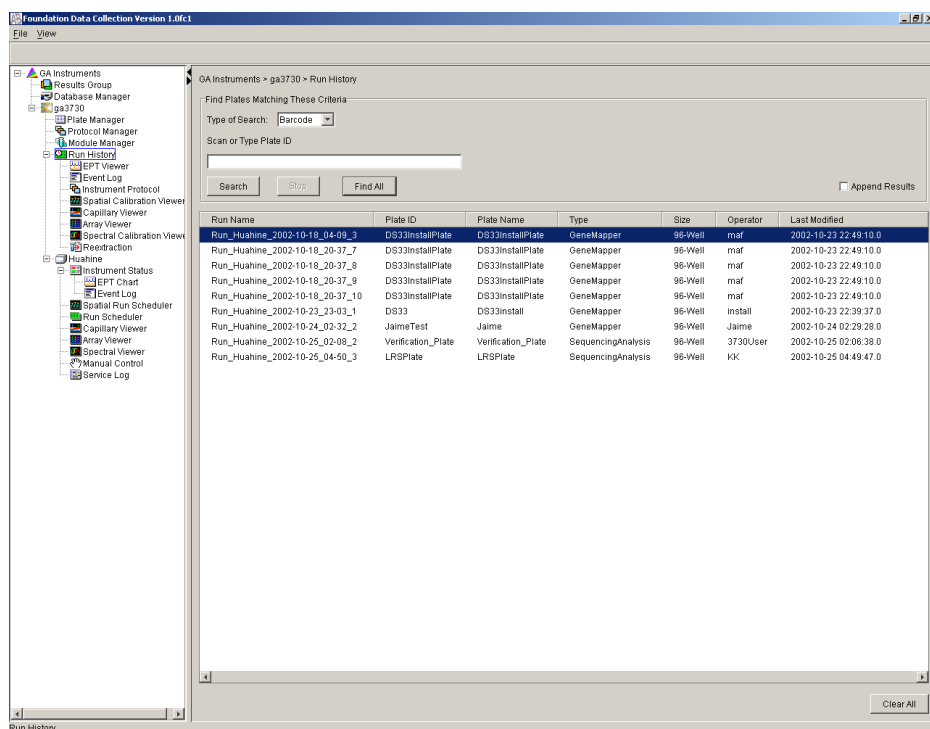 Foundation Data Collection Version 1.0fc1
File View
GA Instruments
Results Group
Database Manager
ga3730
Plate Manager
Protocol Manager
Module Manager
Run History
EPT Viewer
Event Log
Instrument Protocol
Spatial Calibration Viewer
Capillary Viewer
Array Viewer
Spectral Calibration Viewe
Reextraction
Huahine
Instrument Status
EPT Chart
Event Log
Spatial Run Scheduler
Run Scheduler
Capillary Viewer
Array Viewer
Spectral Viewer
Manual Control
Service Log
GA Instruments > ga3730 > Run History
Find Plates Matching These Criteria
Type of Search: Barcode
Scan or Type Plate ID
Search Stop Find All Append Results
Run Name Plate ID Plate Name Type Size Operator Last Modified
Run_Huahine_2002-10-18_04-09_3 DS33InstallPlate DS33InstallPlate GeneMapper 96-Well maf 2002-10-23 22:49:10.0
Run_Huahine_2002-10-18_20-37_7 DS33InstallPlate DS33InstallPlate GeneMapper 96-Well maf 2002-10-23 22:49:10.0
Run_Huahine_2002-10-18_20-37_8 DS33InstallPlate DS33InstallPlate GeneMapper 96-Well maf 2002-10-23 22:49:10.0
Run_Huahine_2002-10-18_20-37_9 DS33InstallPlate DS33InstallPlate GeneMapper 96-Well maf 2002-10-23 22:49:10.0
Run_Huahine_2002-10-18_20-37_10 DS33InstallPlate DS33InstallPlate GeneMapper 96-Well maf 2002-10-23 22:49:10.0
Run_Huahine_2002-10-23_23-03_1 DS33 DS33install GeneMapper 96-Well install 2002-10-23 22:39:37.0
Run_Huahine_2002-10-24_02-32_2 JaimeTest Jaime GeneMapper 96-Well Jaime 2002-10-24 02:29:28.0
Run_Huahine_2002-10-25_02-08_2 Verification_Plate Verification_Plate SequencingAnalysis 96-Well 3730User 2002-10-25 02:06:38.0
Run_Huahine_2002-10-25_04-50_3 LRSPlate LRSPlate SequencingAnalysis 96-Well KK 2002-10-25 04:49:47.0
Clear All
Run History